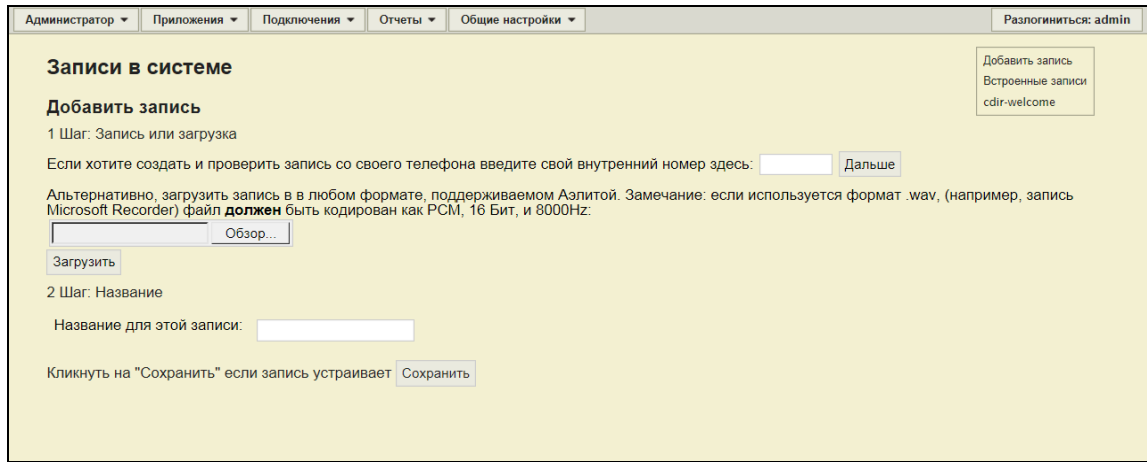 Администратор Приложения Подключения Отчеты Общие настройки Разлогиниться: admin
Записи в системе
Добавить запись
Встроенные записи
cdir-welcome
Добавить запись
1 Шаг: Запись или загрузка
Если хотите создать и проверить запись со своего телефона введите свой внутренний номер здесь: Дальше
Альтернативно, загрузить запись в в любом формате, поддерживаемом Аэлитой. Замечание: если используется формат .wav, (например, запись
Microsoft Recorder) файл должен быть кодирован как PCM, 16 Бит, и 8000Hz:
Обзор...
Загрузить
2 Шаг: Название
Название для этой записи:
Кликнуть на "Сохранить" если запись устраивает Сохранить